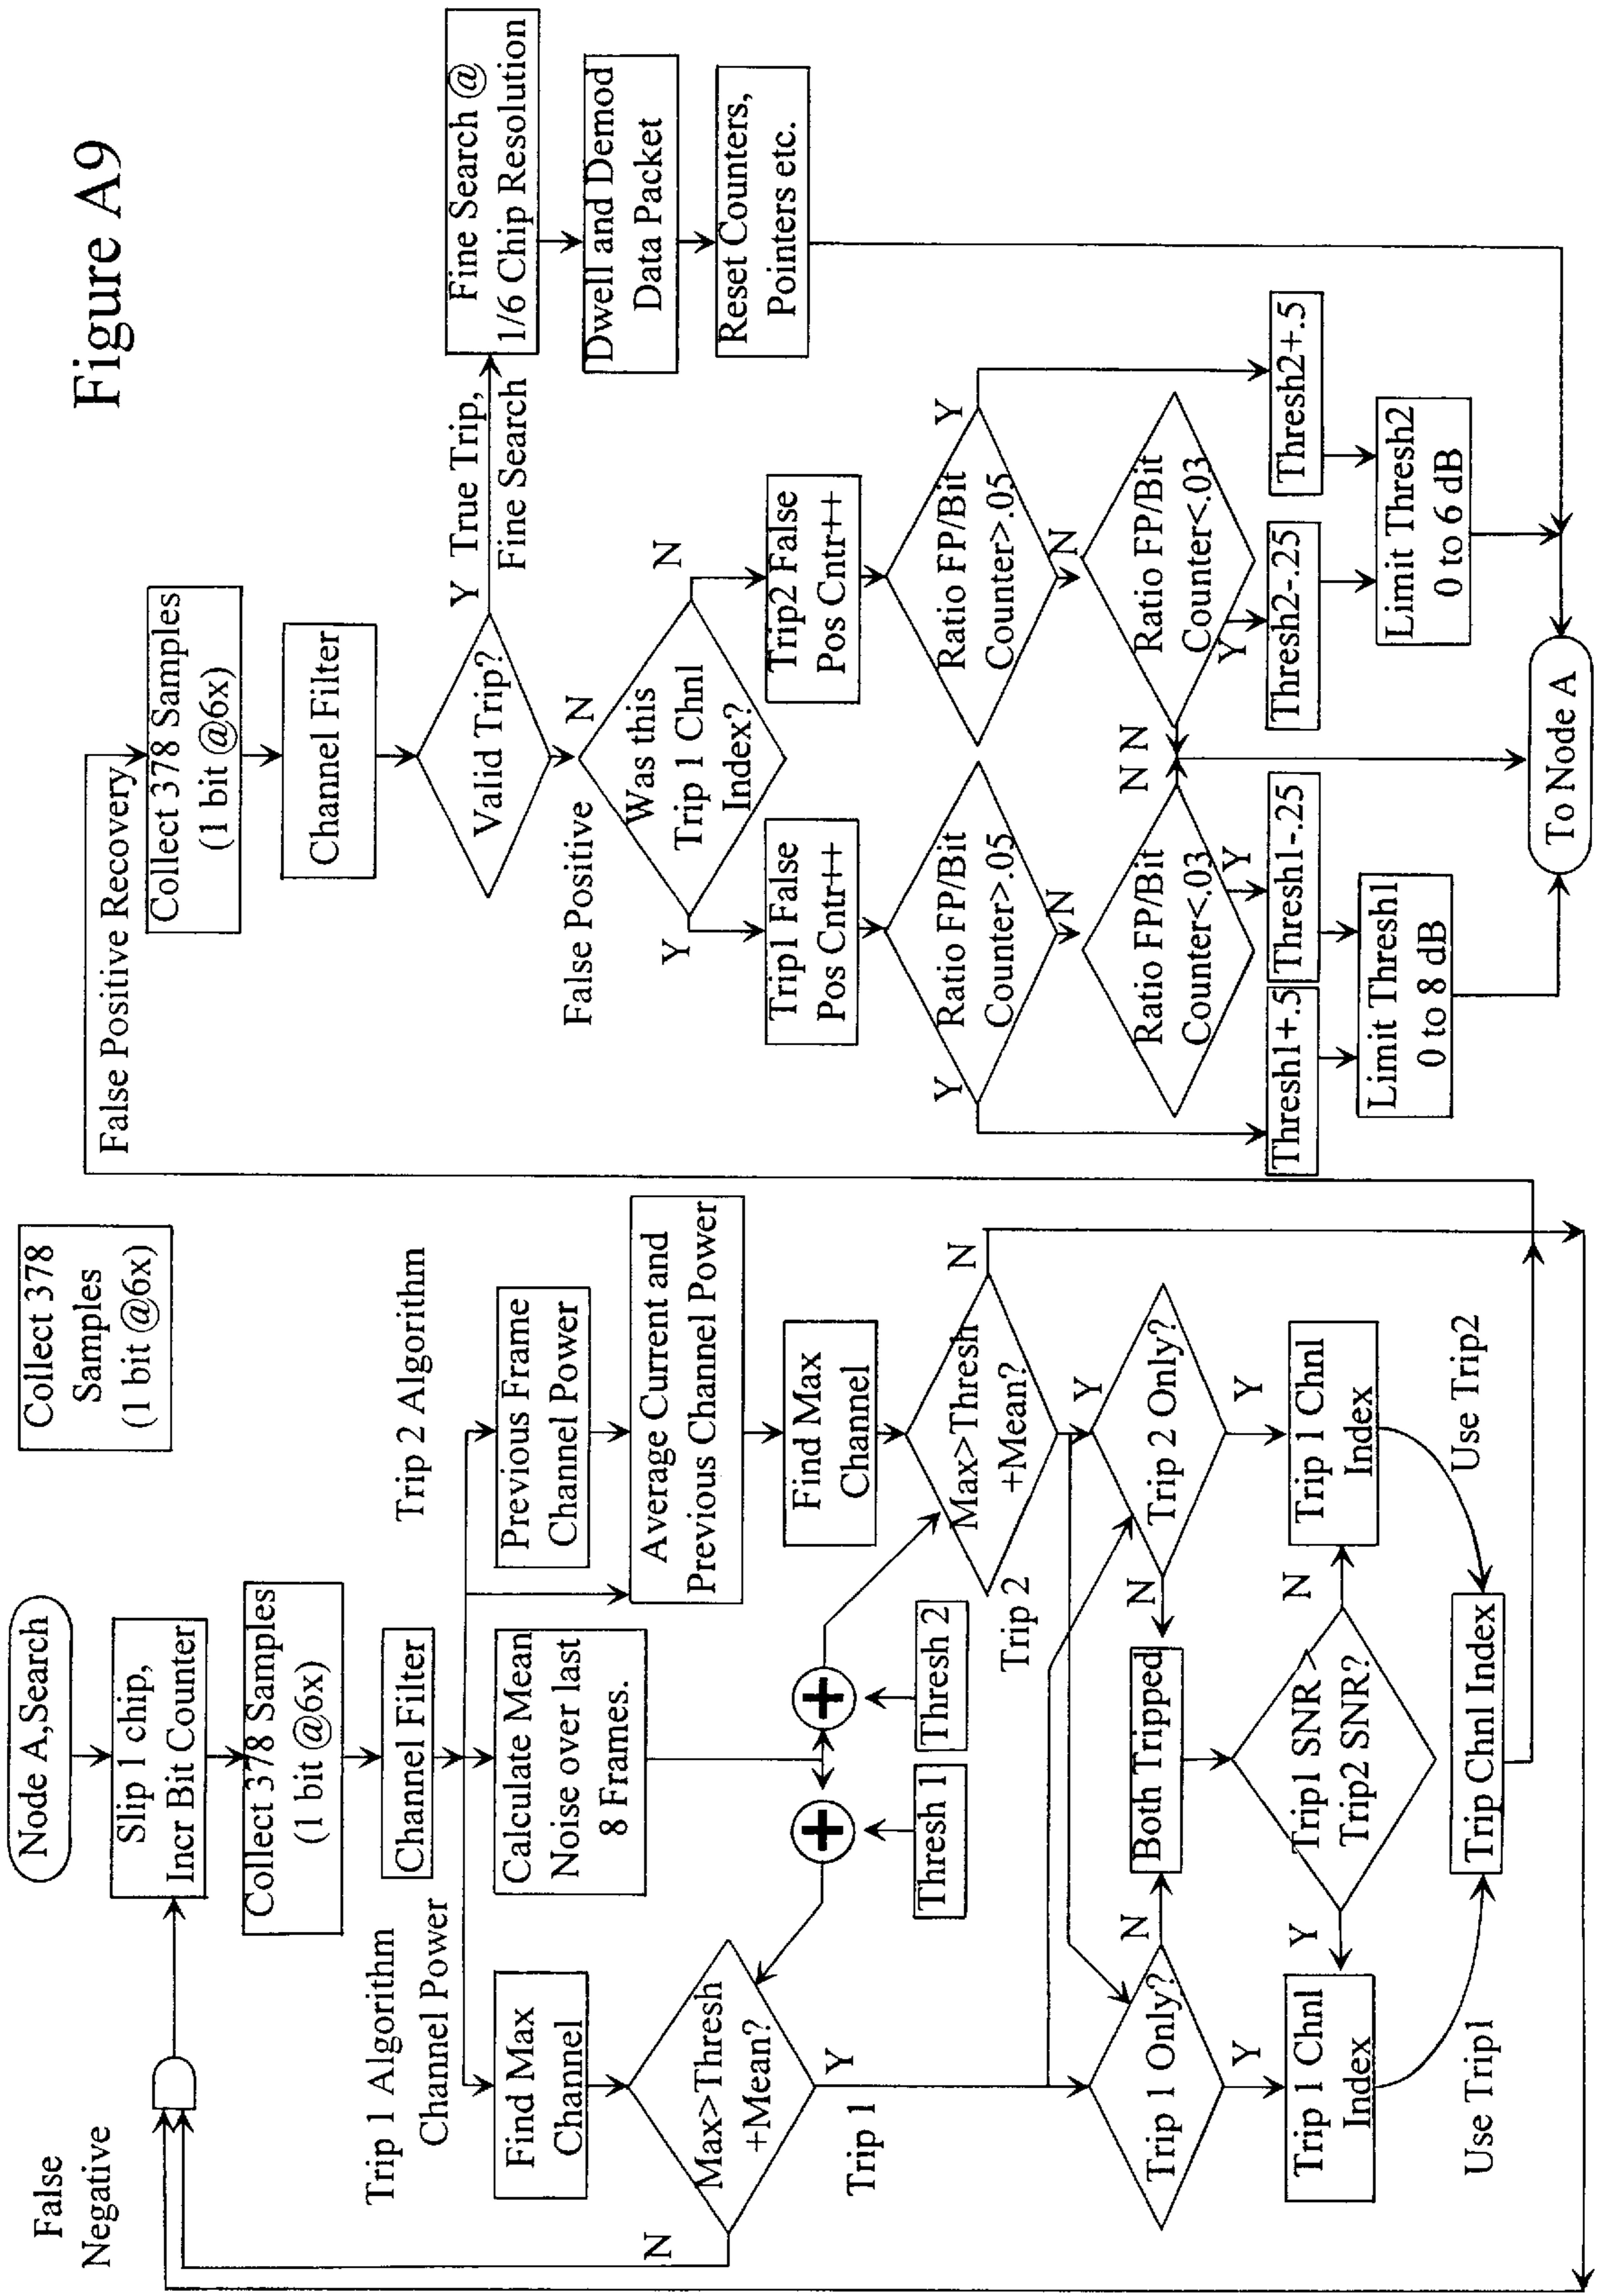 Figure A9
Node A,Search
Collect 378
Samples
(1 bit @6x)
False
Negative
Slip 1 chip,
Incr Bit Counter
Collect 378 Samples
(1 bit @6x)
Channel Filter
Trip 1 Algorithm
Channel Power
Trip 2 Algorithm
Find Max
Channel
Calculate Mean
Noise over last
8 Frames.
Previous Frame
Channel Power
Average Current and
Previous Channel Power
Find Max
Channel
Max>Thresh
+Mean?
N
Y
Trip 1
+
+
Thresh 1
Thresh 2
Max>Thresh
+Mean?
N
Y
Trip 2
Trip 1 Only?
N
Y
Both Tripped
Trip 2 Only?
N
Y
Trip1 SNR >
Trip2 SNR?
Y
N
Trip 1 Chnl
Index
Trip 1 Chnl
Index
Use Trip1
Use Trip2
Trip Chnl Index
False Positive Recovery
Collect 378 Samples
(1 bit @6x)
Channel Filter
Valid Trip?
Y True Trip,
Fine Search
Fine Search @
1/6 Chip Resolution
Dwell and Demod
Data Packet
Reset Counters,
Pointers etc.
N
False Positive
Was this
Trip 1 Chnl
Index?
Y
N
Trip1 False
Pos Cntr++
Trip2 False
Pos Cntr++
Ratio FP/Bit
Counter>.05
Y
N
Ratio FP/Bit
Counter>.05
Y
N
Ratio FP/Bit
Counter<.03
Y
N
N
Ratio FP/Bit
Counter<.03
Y
Thresh1+.5
Thresh1-.25
Thresh2-.25
Thresh2+.5
Limit Thresh1
0 to 8 dB
Limit Thresh2
0 to 6 dB
To Node A